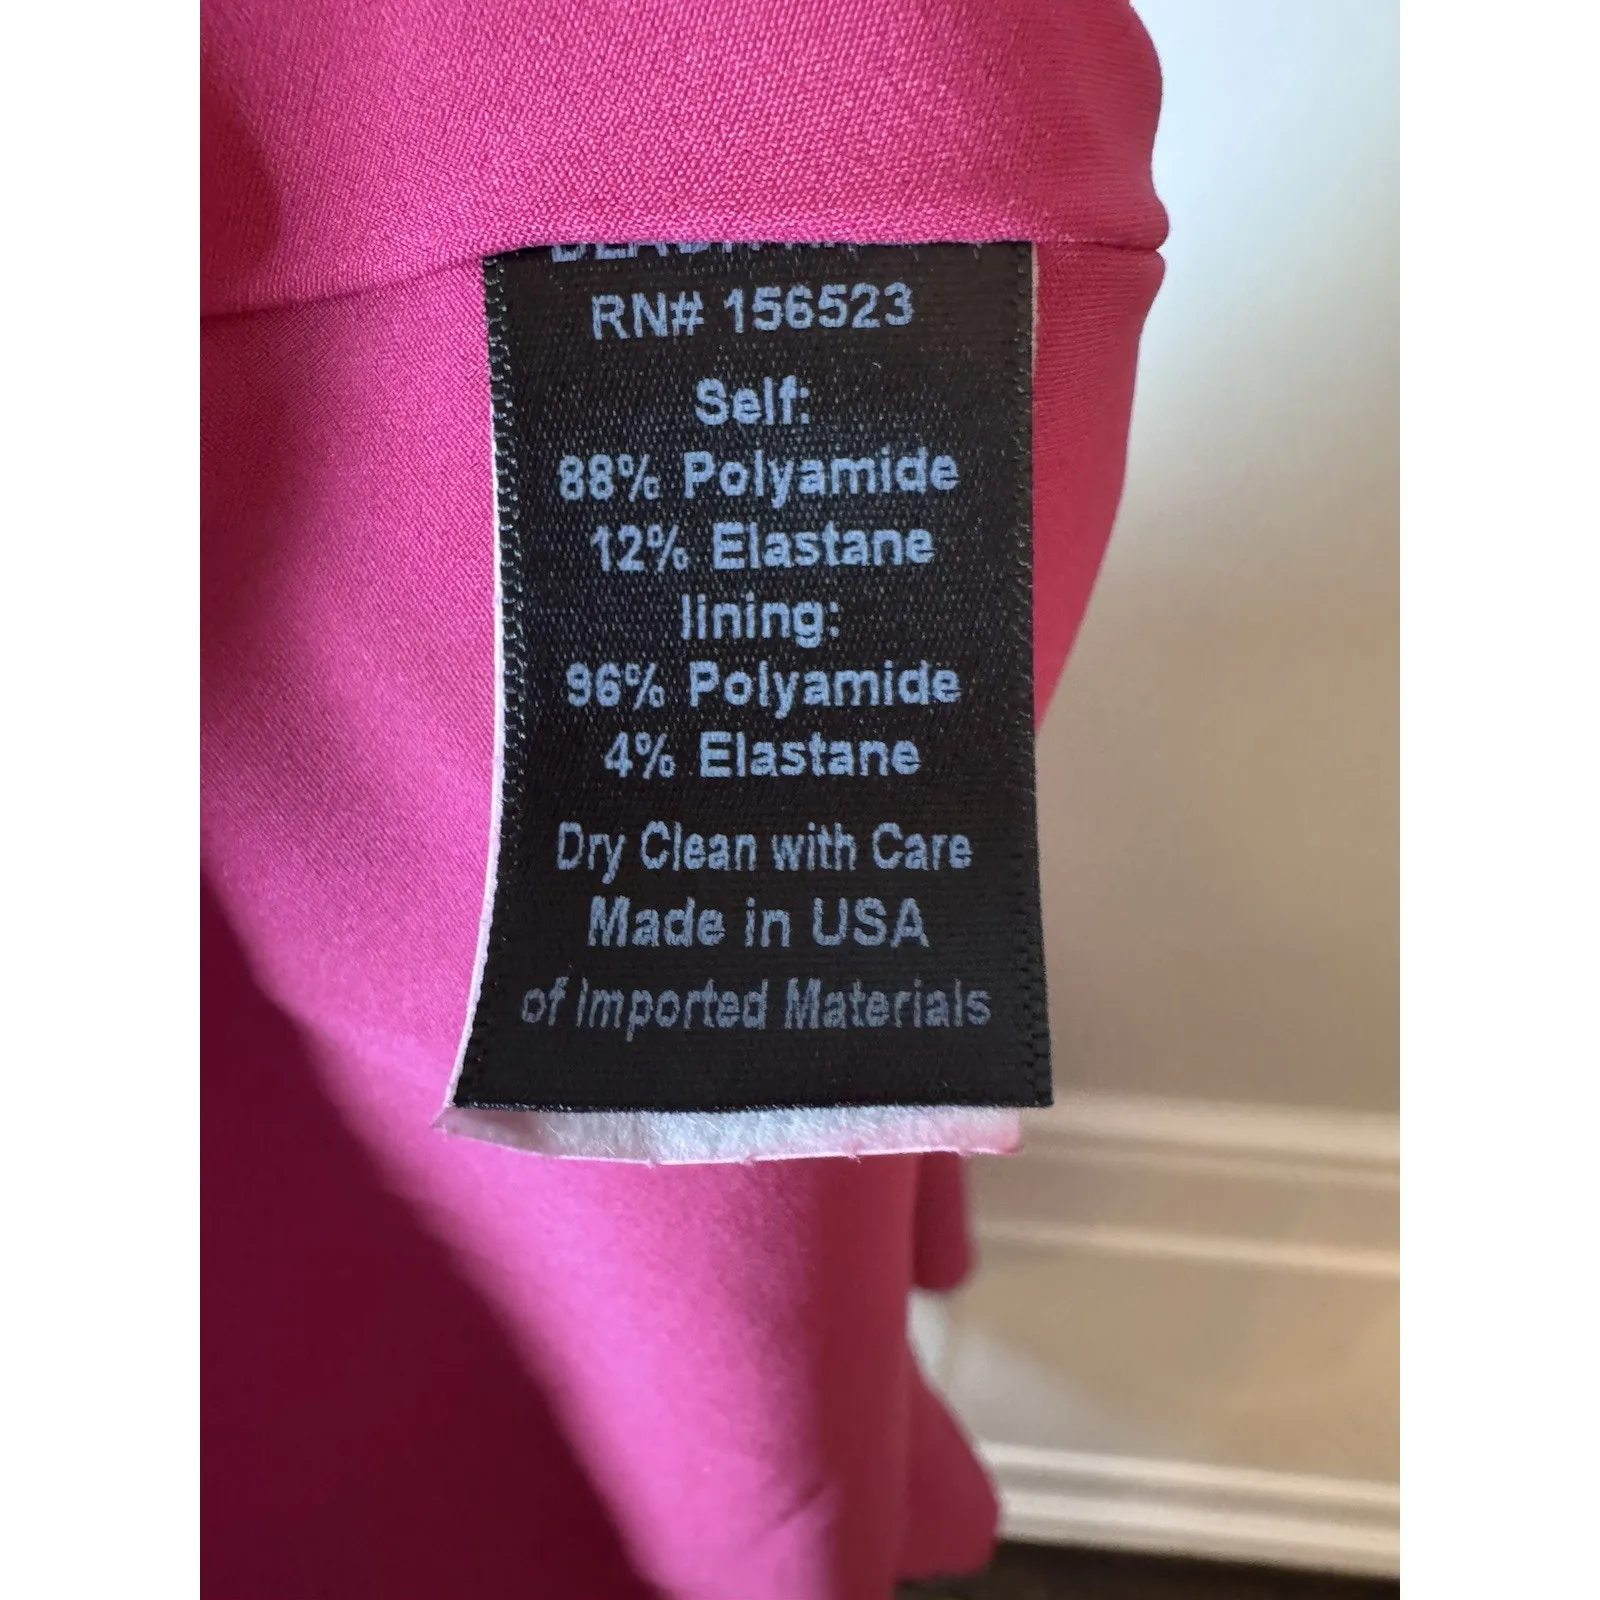 RN# 156523
Self:
88% Polyamide
12% Elastane
lining:
96% Polyamide
4% Elastane
Dry Clean with Care
Made in USA
of Imported Materials